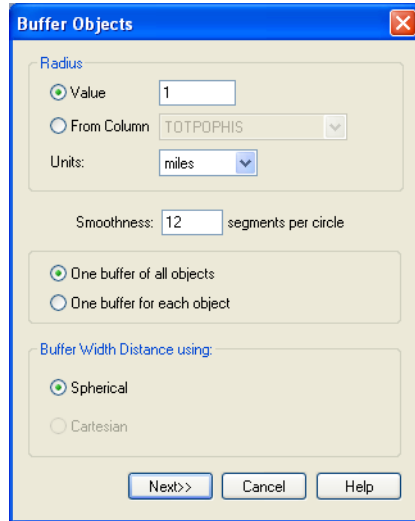 Buffer Objects
Radius
Value 1
From Column TOTPOPHIS
Units: miles
Smoothness: 12 segments per circle
One buffer of all objects
One buffer for each object
Buffer Width Distance using:
Spherical
Cartesian
Next>> Cancel Help